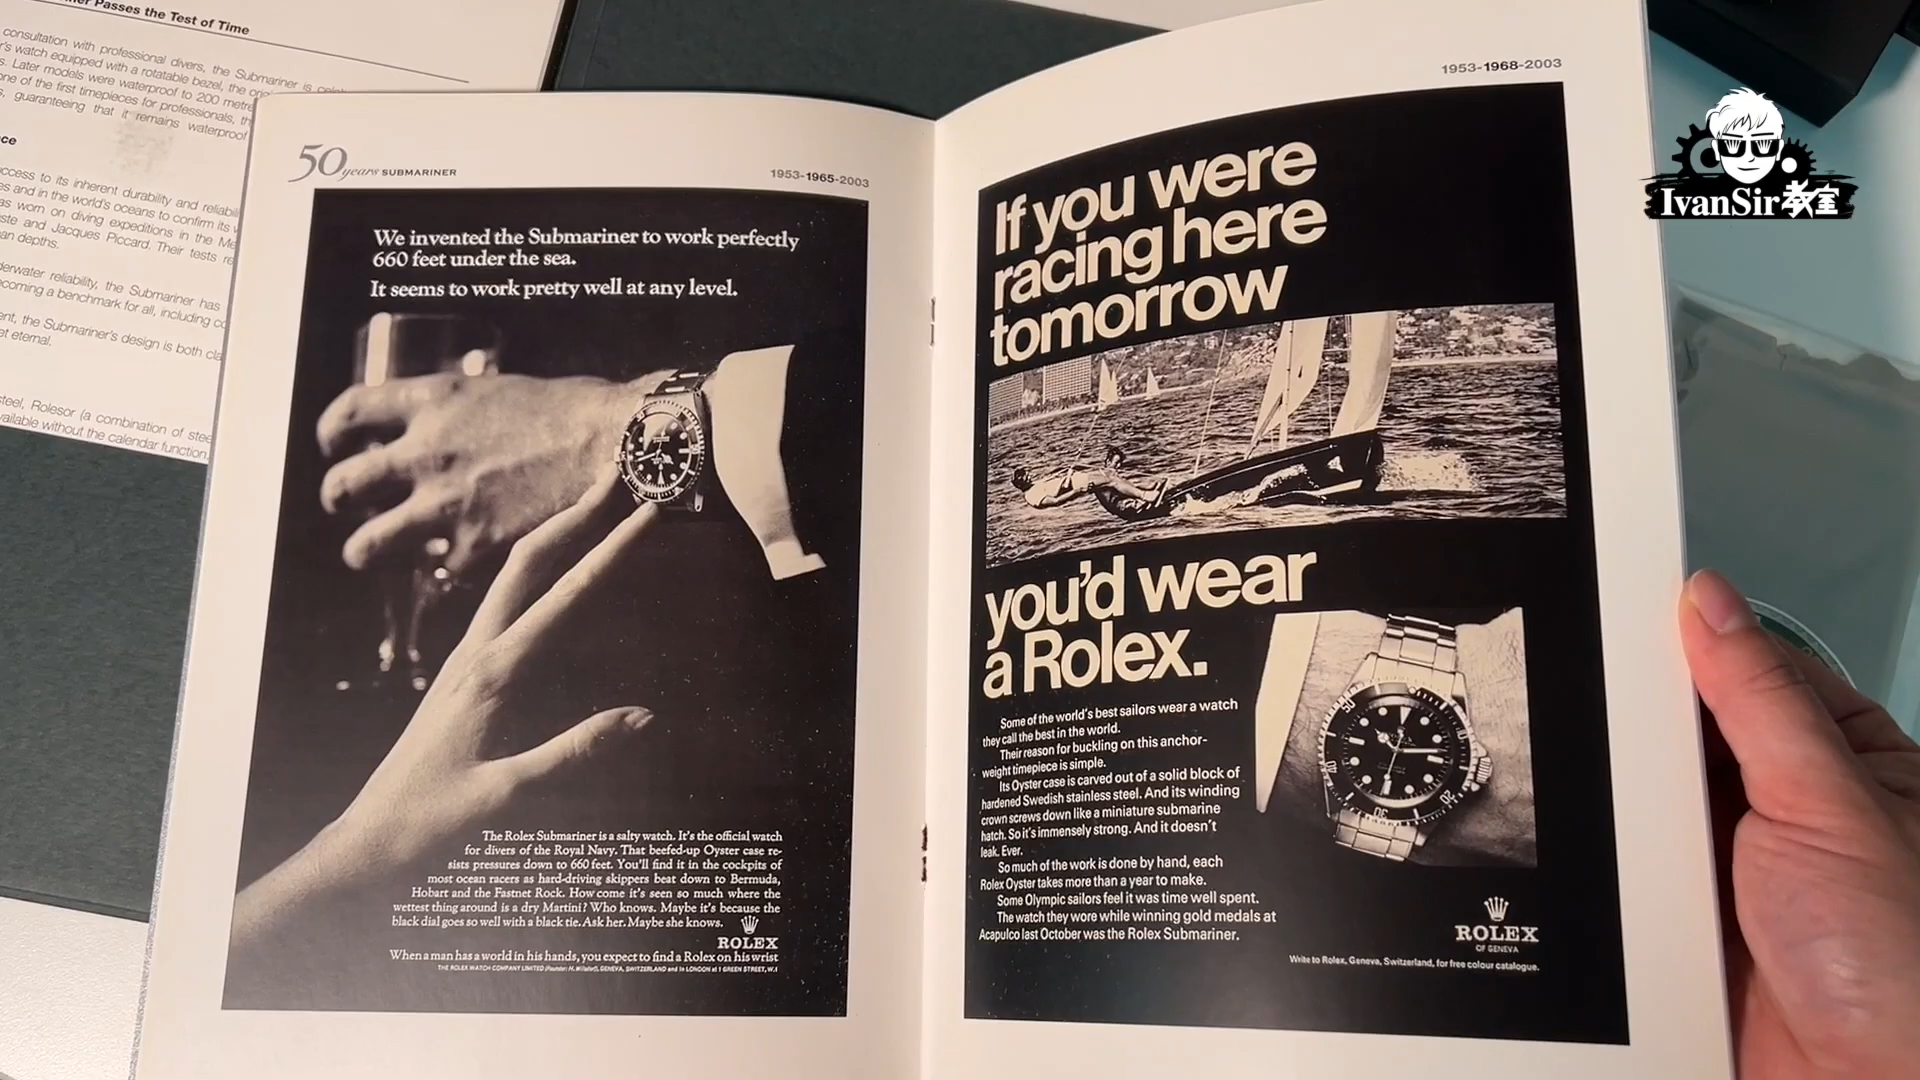 Passes the Test of Time
consultation with professional divers, the Submariner is
watch equipped with a rotatable bezel, the
Later models were waterproof to 200 metre
one of the first timepieces for professionals,
guaranteeing that it remains waterproof
to its inherent durability and
and in the world's oceans to confirm its
worn on diving expeditions in the
and Jacques Piccard. Their tests
depths.
reliability, the Submariner has
becoming a benchmark for all, including
the Submariner's design is both
eternal.
steel, Rolesor (a combination of
available without the calendar function.
50 years SUBMARINER
1953-1965-2003
We invented the Submariner to work perfectly
660 feet under the sea.
It seems to work pretty well at any level.
The Rolex Submariner is a salty watch. It's the official watch
for divers of the Royal Navy. That beefed-up Oyster case re-
sists pressures down to 660 feet. You'll find it in the cockpits of
most ocean racers as hard-driving skippers beat down to Bermuda,
Hobart and the Fastnet Rock. How come it's seen so much where the
wettest thing around is a dry Martini? Who knows. Maybe it's because the
black dial goes so well with a black tie. Ask her. Maybe she knows.
ROLEX
When a man has a world in his hands, you expect to find a Rolex on his wrist
THE ROLEX WATCH COMPANY LIMITED (Founder: H. Wilsdorf), GENEVA, SWITZERLAND and in LONDON at 1 GREEN STREET, W.1
1953-1968-2003
If you were
racing here
tomorrow
you'd wear
a Rolex.
Some of the world's best sailors wear a watch
they call the best in the world.
Their reason for buckling on this anchor-
weight timepiece is simple.
Its Oyster case is carved out of a solid block of
hardened Swedish stainless steel. And its winding
crown screws down like a miniature submarine
hatch. So it's immensely strong. And it doesn't
leak. Ever.
So much of the work is done by hand, each
Rolex Oyster takes more than a year to make.
Some Olympic sailors feel it was time well spent.
The watch they wore while winning gold medals at
Acapulco last October was the Rolex Submariner.
ROLEX
OF GENEVA
Write to Rolex, Geneva, Switzerland, for free colour catalogue.
IvanSir教室